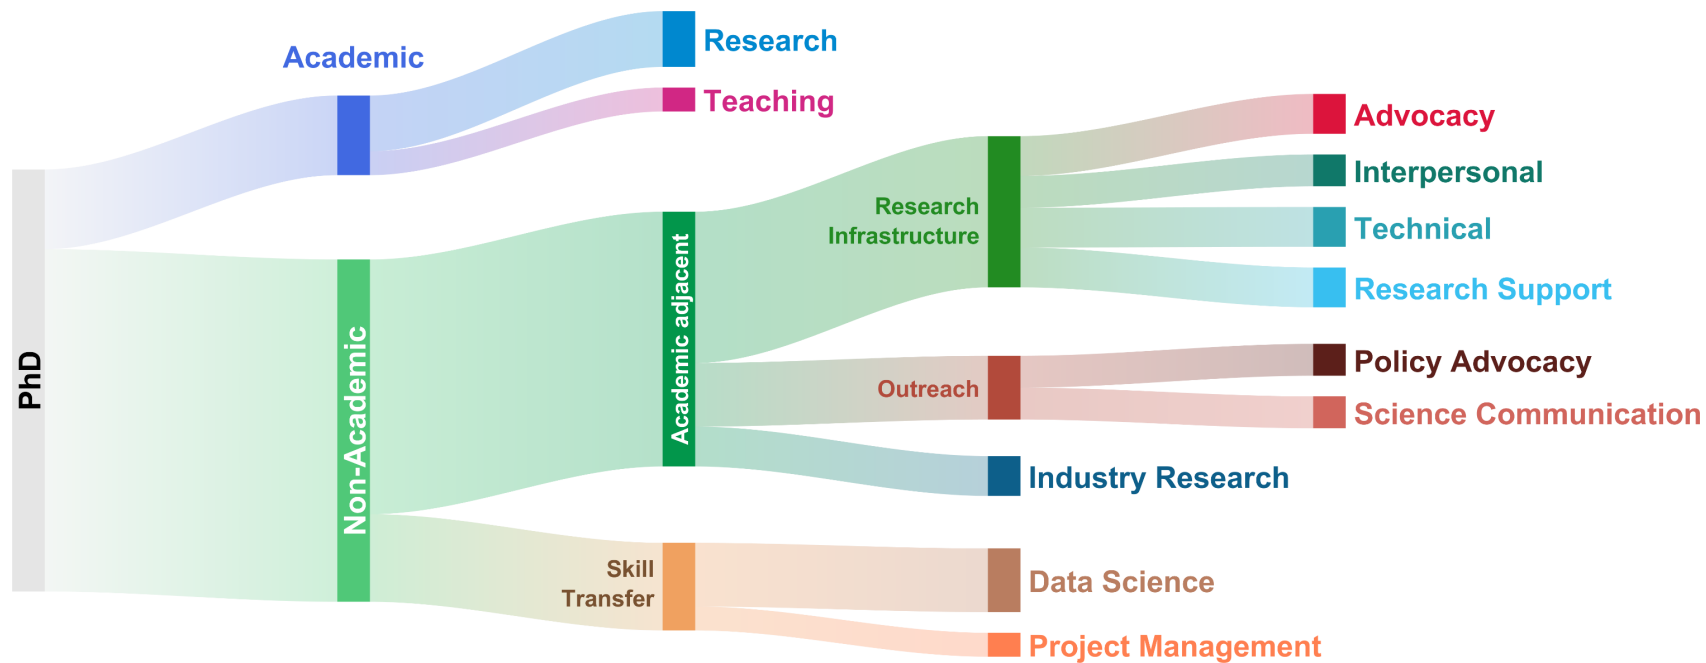 PhD
Academic
Non-Academic
Research
Teaching
Academic adjacent
Skill
Transfer
Research
Infrastructure
Outreach
Industry Research
Data Science
Project Management
Advocacy
Interpersonal
Technical
Research Support
Policy Advocacy
Science Communication